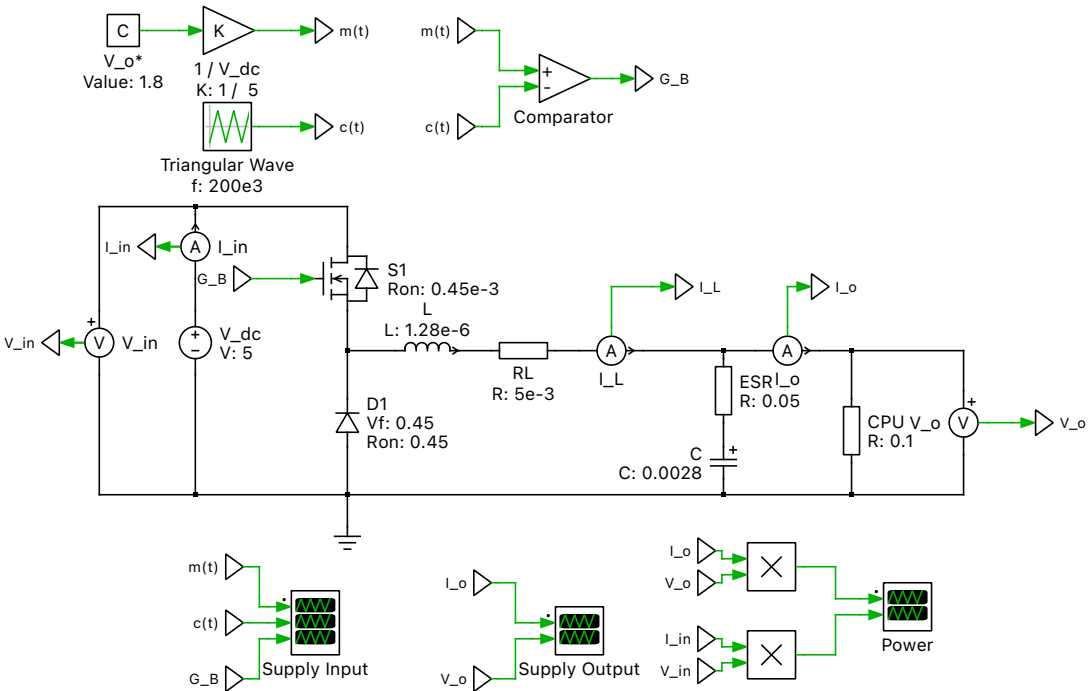 C
V_o*
Value: 1.8
K
1 / V_dc
K: 1 / 5
m(t)
Triangular Wave
f: 200e3
c(t)
m(t)
c(t)
+
-
Comparator
G_B
I_in
A
I_in
G_B
S1
Ron: 0.45e-3
L
L: 1.28e-6
I_L
I_o
V_in
+
V
V_in
+
−
V_dc
V: 5
RL
R: 5e-3
A
I_L
A
I_o
ESR
R: 0.05
D1
Vf: 0.45
Ron: 0.45
CPU
R: 0.1
V_o
+
V
V_o
C
C: 0.0028
+
m(t)
c(t)
G_B
Supply Input
I_o
V_o
Supply Output
I_o
V_o
I_in
V_in
Power